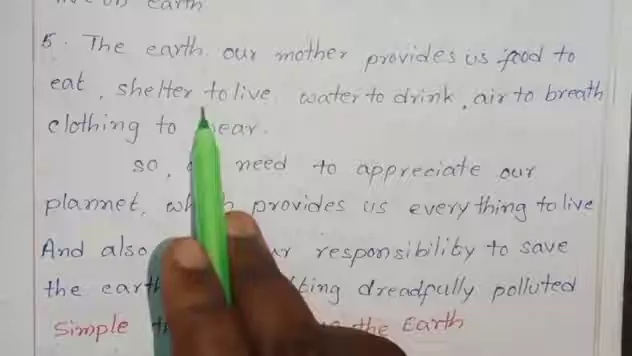 on earth
5. The earth our mother provides us food to
eat, shelter to live water to drink, air to breath
clothing to
so, need to appreciate our
plannet, provides us every thing to live
And also responsibility to save
the dreadfully polluted
Simple the Earth